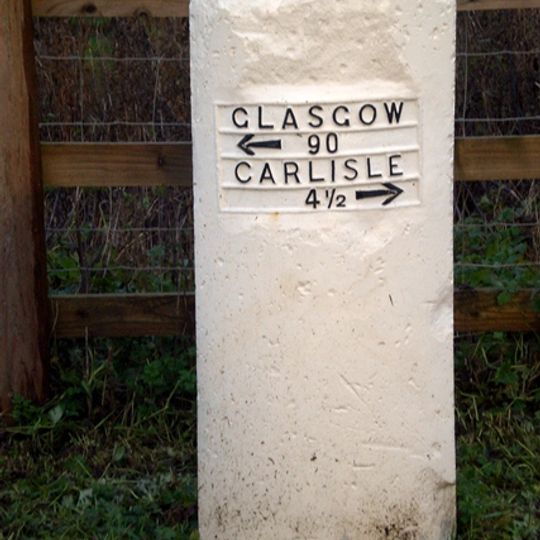 GLASGOW
← 90
CARLISLE
4½ →